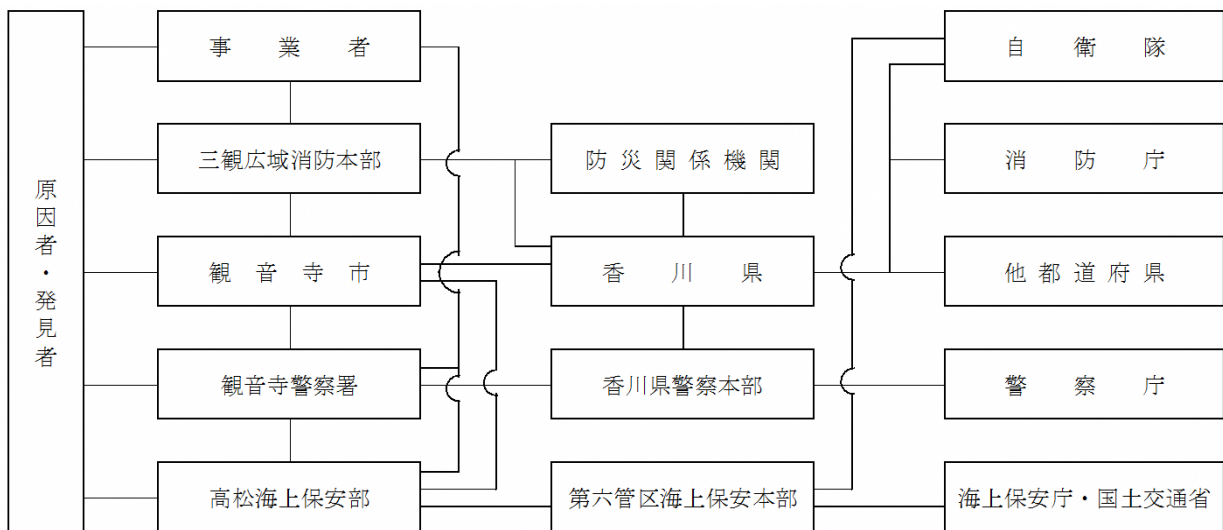 原因者・発見者
事業者
三観広域消防本部
観音寺市
観音寺警察署
高松海上保安部
防災関係機関
香川県
香川県警察本部
第六管区海上保安本部
自衛隊
消防庁
他都道府県
警察庁
海上保安庁・国土交通省